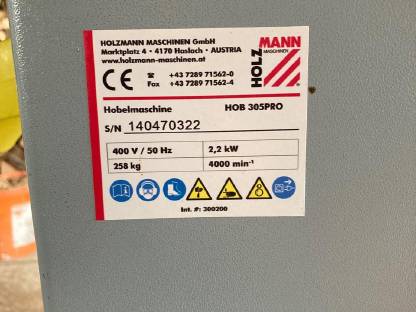 HOLZMANN MASCHINEN GmbH
Marktplatz 4 • 4170 Haslach • AUSTRIA
www.holzmann-maschinen.at
CE
☎ +43 7289 71562-0
Fax +43 7289 71562-4
HOLZ
MANN
MASCHINEN
Hobelmaschine HOB 305PRO
S/N 140470322
400 V / 50 Hz 2,2 kW
258 kg 4000 min⁻¹
Int. #: 300200